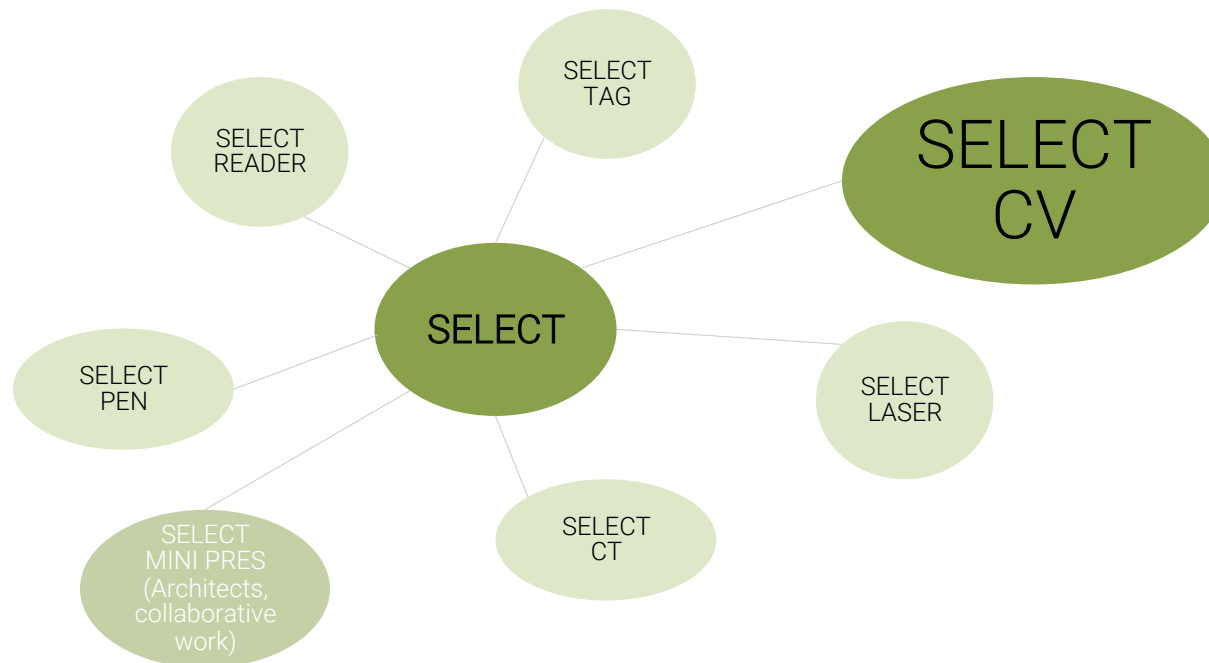 SELECT
TAG
SELECT
CV
SELECT
READER
SELECT
SELECT
PEN
SELECT
LASER
SELECT
CT
SELECT
MINI PRES
(Architects,
collaborative
work)